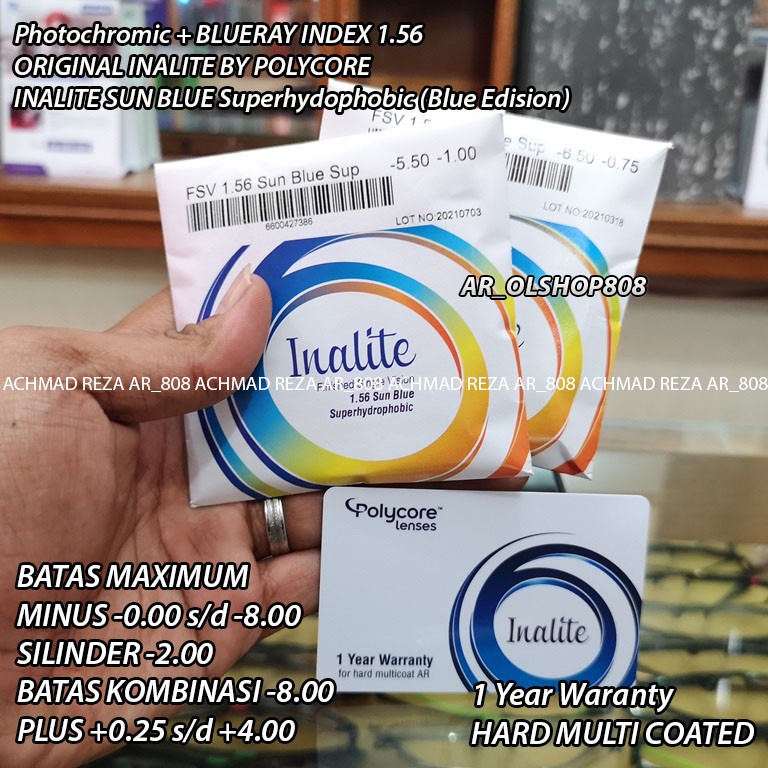 Photochromic + BLUERAY INDEX 1.56
ORIGINAL INALITE BY POLYCORE
INALITE SUN BLUE Superhydophobic (Blue Edision)
FSV 1.56 Sun Blue Sup -5.50 -1.00
6600427386
LOT NO:20210703
FSV 1.5
e Sup -6.50 -0.75
LOT NO:20210318
AR_OLSHOP808
Inalite
Finished Single Vision
1.56 Sun Blue
Superhydrophobic
ACHMAD REZA AR_808 ACHMAD REZA AR_808 ACHMAD REZA AR_808 ACHMAD REZA AR_808
Polycore™
lenses
Inalite
1 Year Warranty
for hard multicoat AR
BATAS MAXIMUM
MINUS -0.00 s/d -8.00
SILINDER -2.00
BATAS KOMBINASI -8.00
PLUS +0.25 s/d +4.00
1 Year Waranty
HARD MULTI COATED